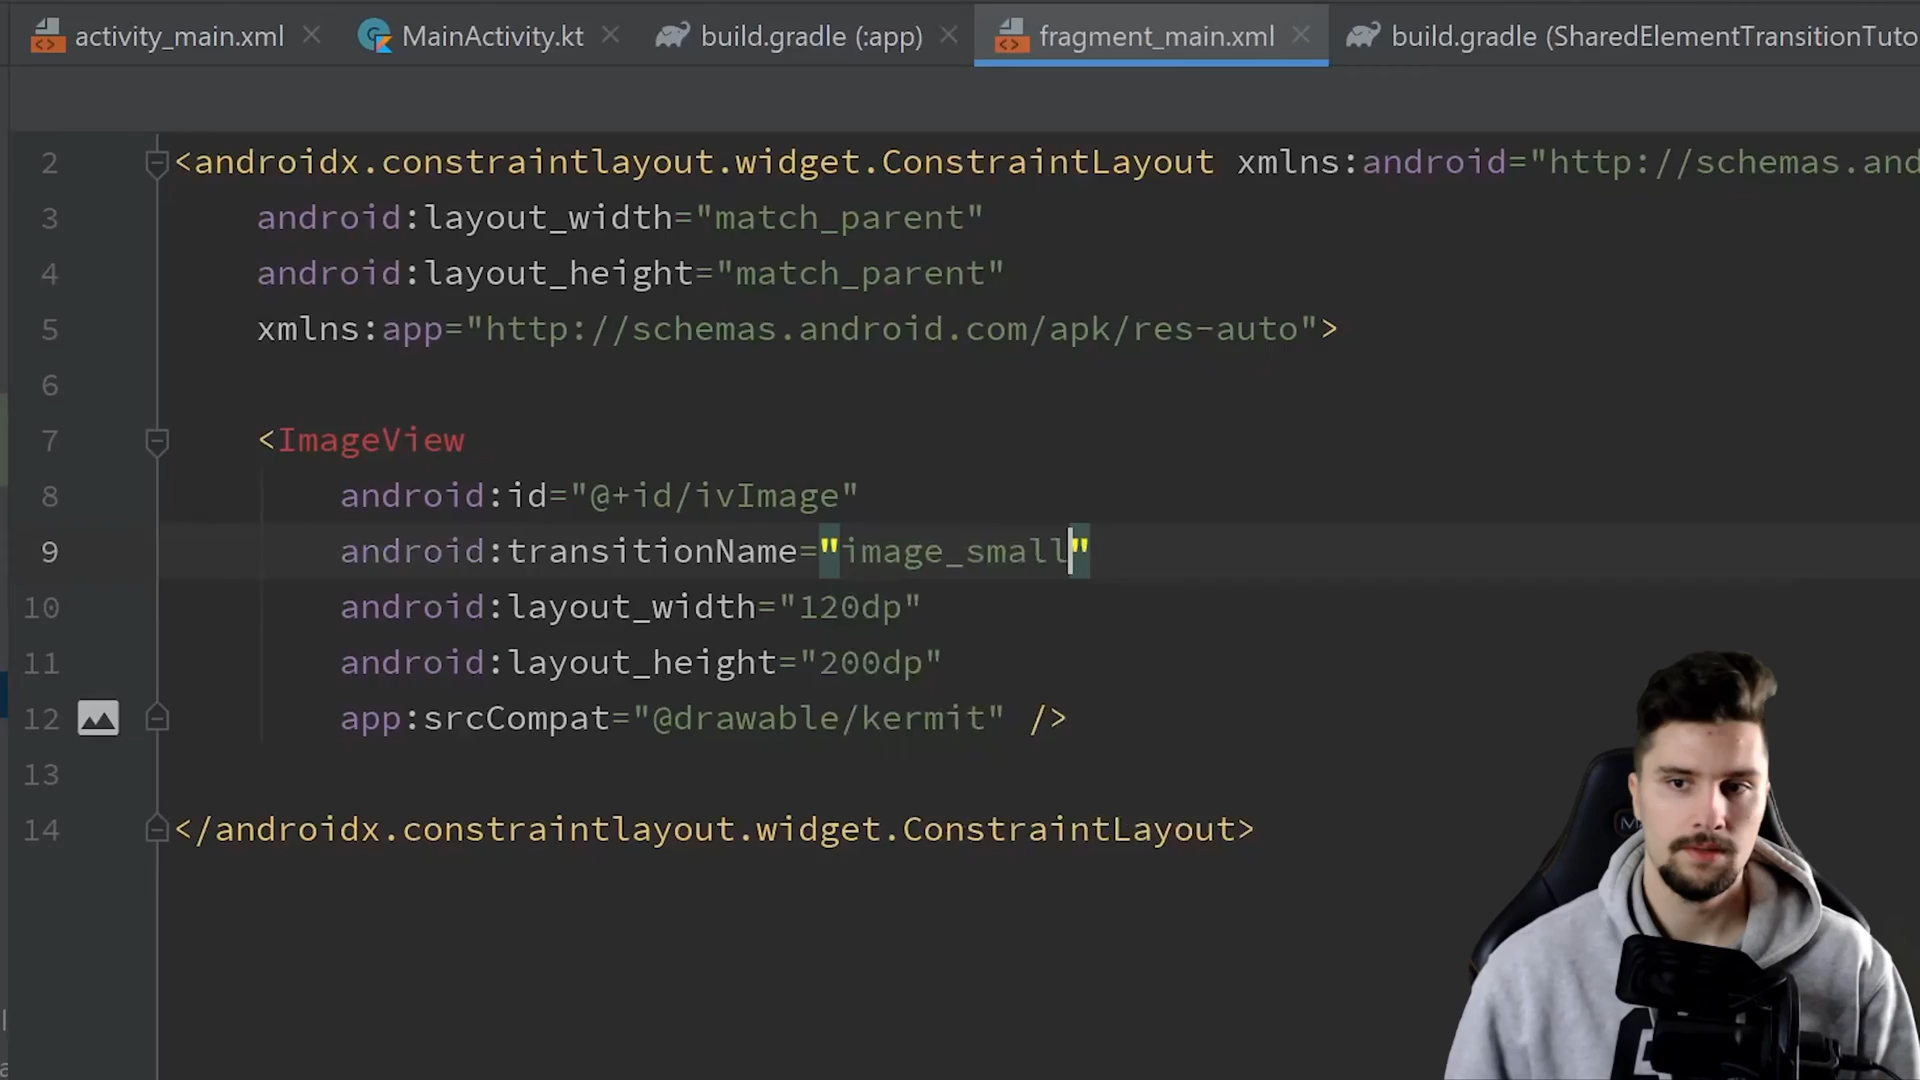 activity_main.xml MainActivity.kt build.gradle (:app) fragment_main.xml build.gradle (SharedElementTransitionTuto
2 <androidx.constraintlayout.widget.ConstraintLayout xmlns:android="http://schemas.and
3 android:layout_width="match_parent"
4 android:layout_height="match_parent"
5 xmlns:app="http://schemas.android.com/apk/res-auto">
6
7 <ImageView
8 android:id="@+id/ivImage"
9 android:transitionName="image_small"
10 android:layout_width="120dp"
11 android:layout_height="200dp"
12 app:srcCompat="@drawable/kermit" />
13
14 </androidx.constraintlayout.widget.ConstraintLayout>